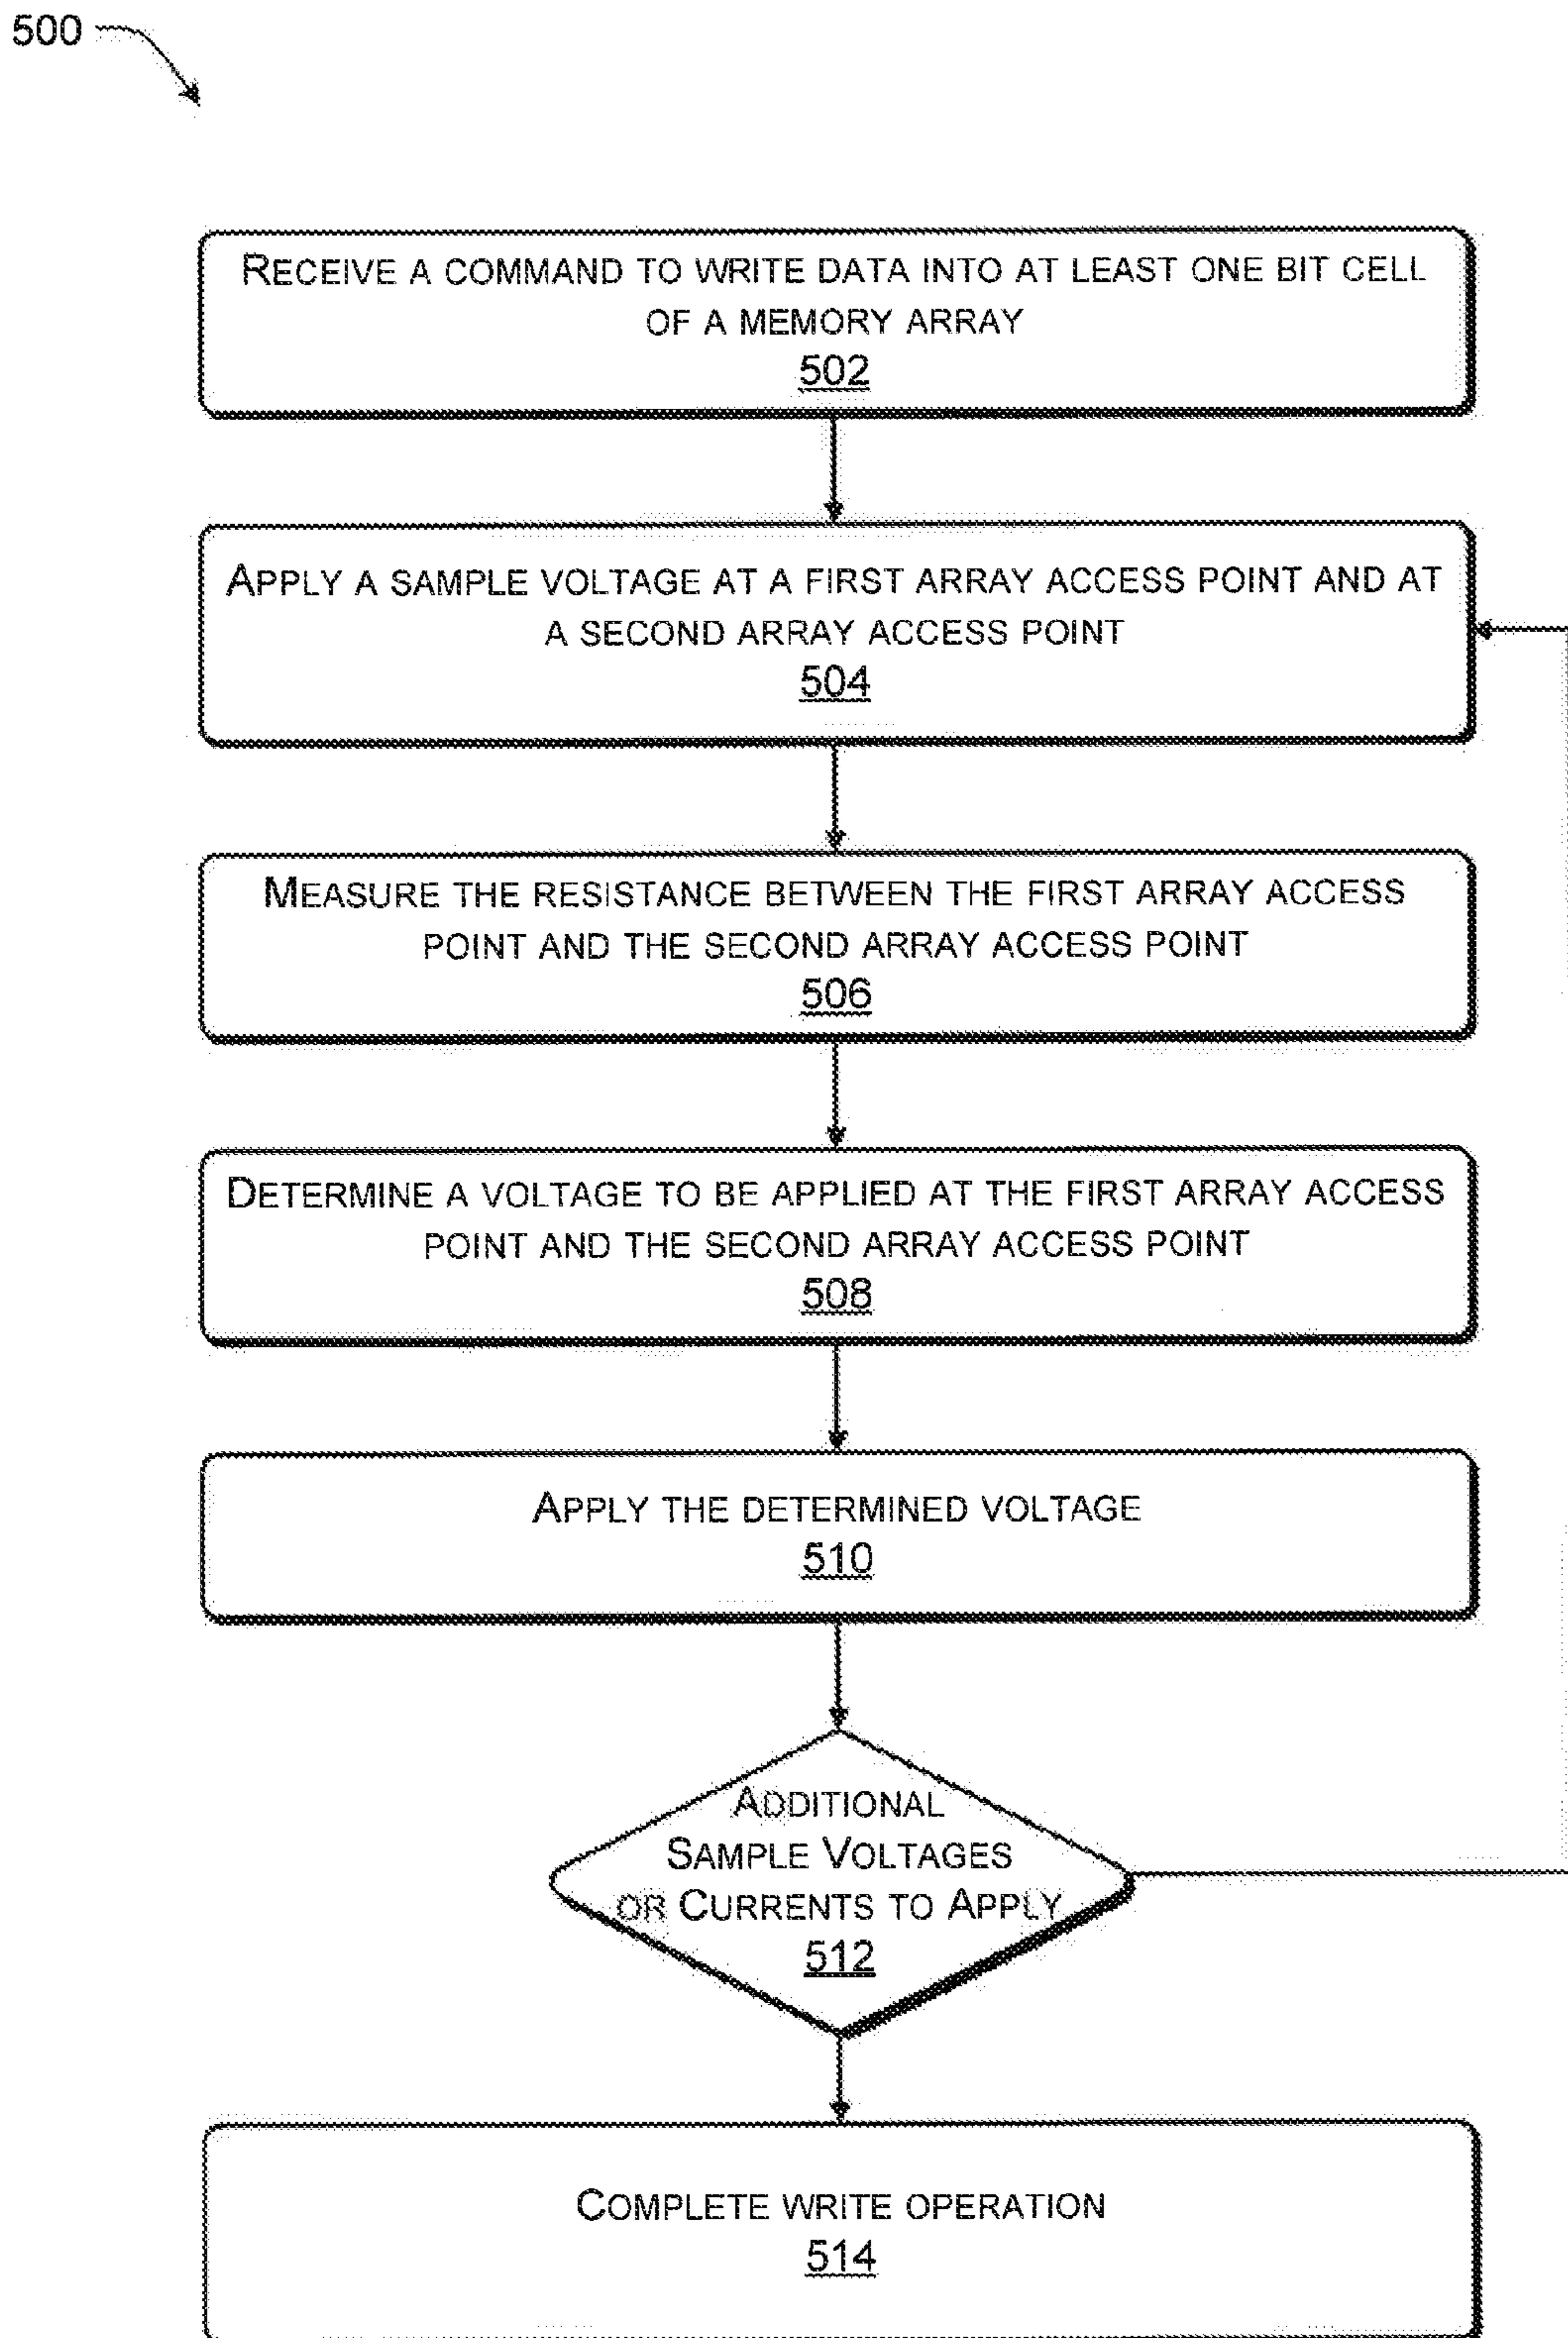 500
RECEIVE A COMMAND TO WRITE DATA INTO AT LEAST ONE BIT CELL
OF A MEMORY ARRAY
502
APPLY A SAMPLE VOLTAGE AT A FIRST ARRAY ACCESS POINT AND AT
A SECOND ARRAY ACCESS POINT
504
MEASURE THE RESISTANCE BETWEEN THE FIRST ARRAY ACCESS
POINT AND THE SECOND ARRAY ACCESS POINT
506
DETERMINE A VOLTAGE TO BE APPLIED AT THE FIRST ARRAY ACCESS
POINT AND THE SECOND ARRAY ACCESS POINT
508
APPLY THE DETERMINED VOLTAGE
510
ADDITIONAL
SAMPLE VOLTAGES
OR CURRENTS TO APPLY
512
COMPLETE WRITE OPERATION
514